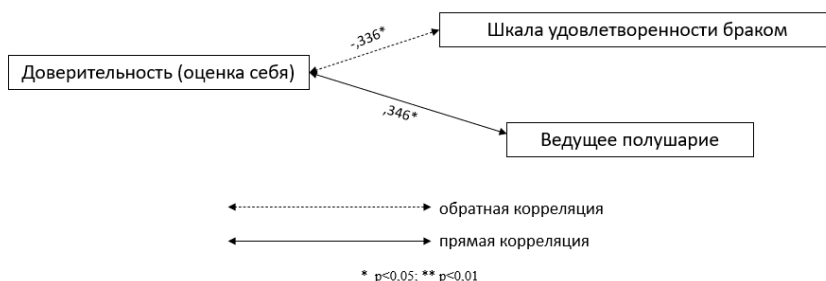 Шкала удовлетворенности браком
-,336*
Доверительность (оценка себя)
,346*
Ведущее полушарие
обратная корреляция
прямая корреляция
* p<0,05; ** p<0,01